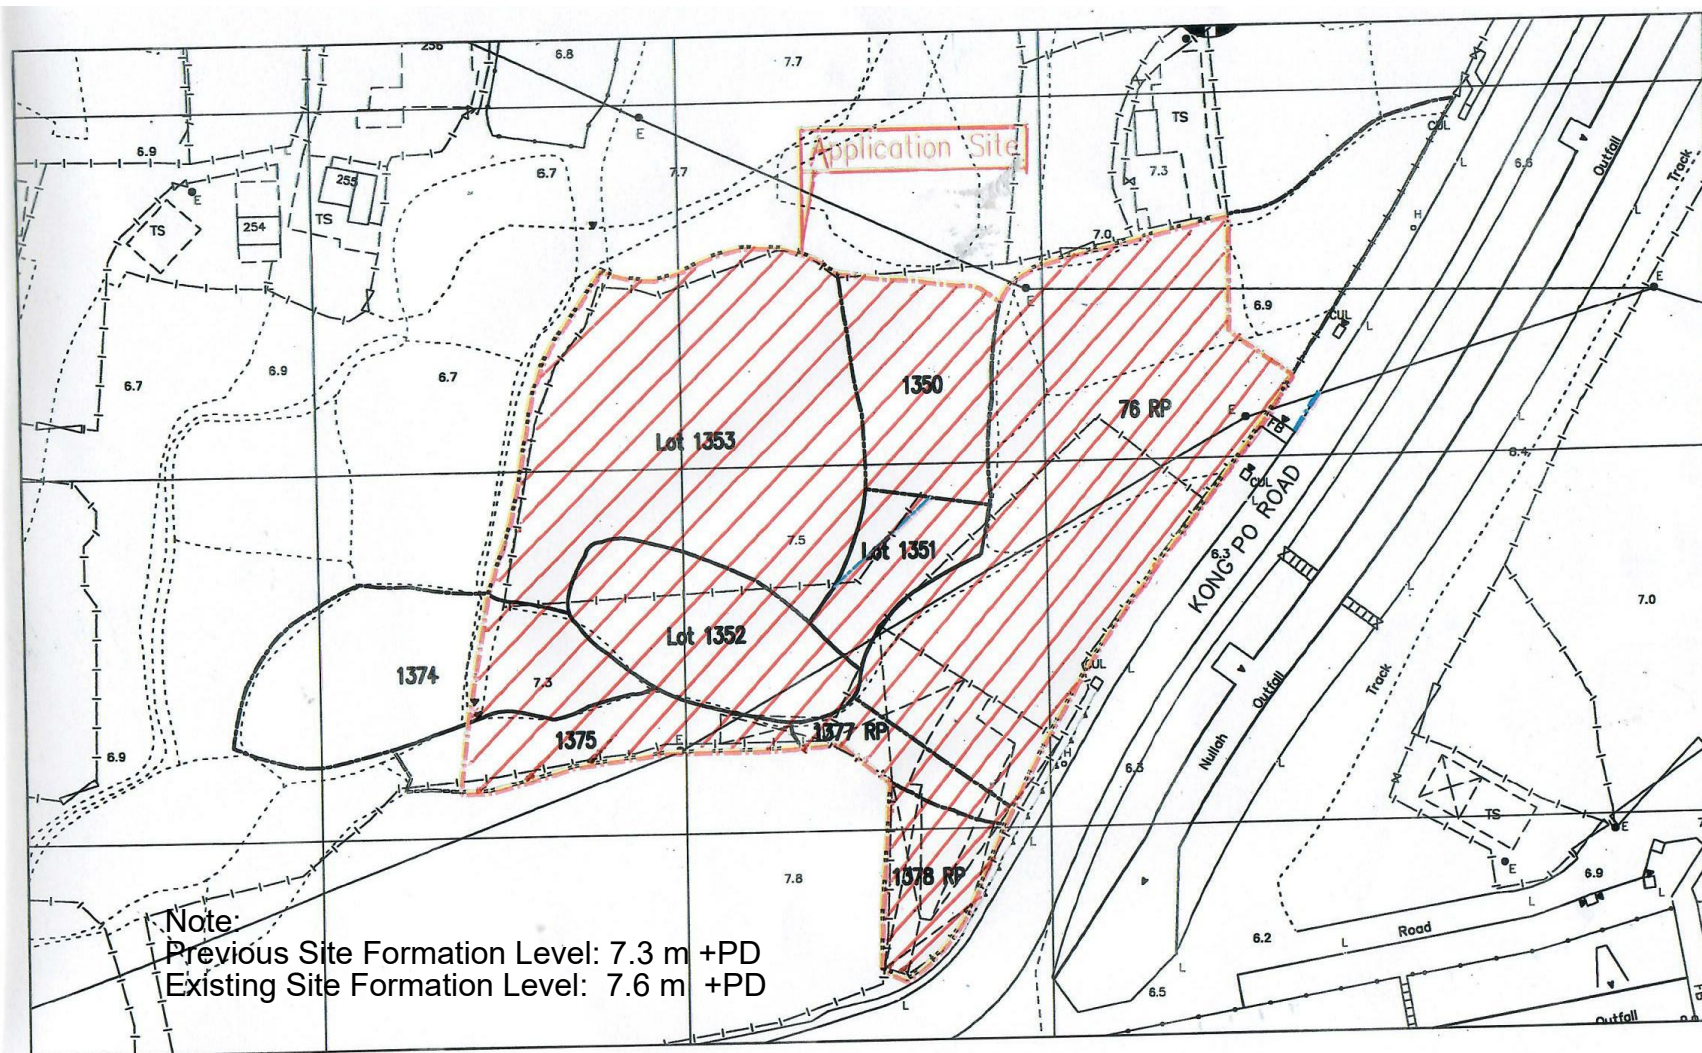 256
6.8
7.7
E
TS
CUL
6.6
Outfall
Track
6.9
Application Site
6.7
7.7
7.3
255
E
TS
TS
254
7.0
L
H
L
E
E
6.9
CUL
L
6.7
6.9
6.7
1350
76 RP
E
Lot 1353
6.4
CUL
L
KONG PO ROAD
7.5
Lot 1351
6.3
L
7.0
Lot 1352
1374
CUL
L
Track
7.3
Outfall
1375
E
1377 RP
Nullah
H
6.9
6.3
L
TS
E
L
7.8
1378 RP
E
6.9
L
L
6.2
L
Road
Note:
Previous Site Formation Level: 7.3 m +PD
Existing Site Formation Level: 7.6 m +PD
L
6.5
L
Outfall